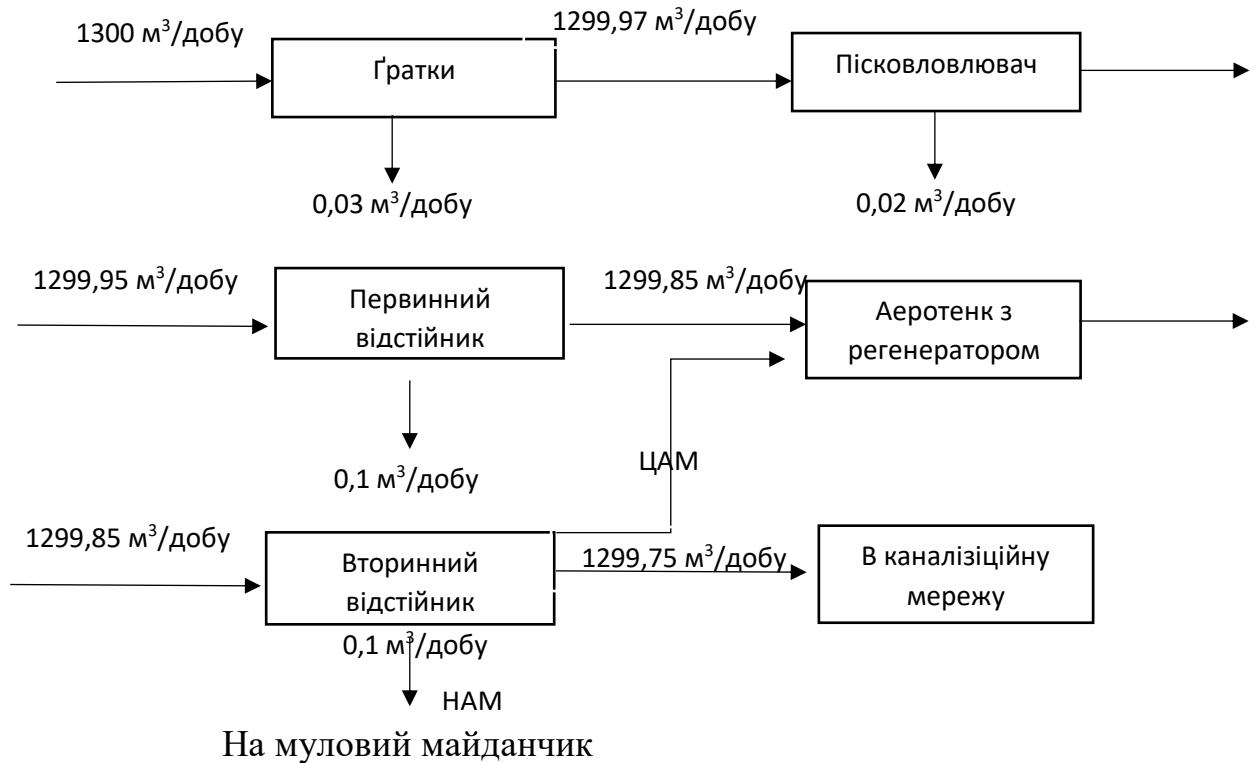 1300 м³/добу
1299,97 м³/добу
Ґратки
Пісковловлювач
0,03 м³/добу
0,02 м³/добу
1299,95 м³/добу
1299,85 м³/добу
Первинний
відстійник
Аеротенк з
регенератором
0,1 м³/добу
ЦАМ
1299,85 м³/добу
Вторинний
відстійник
1299,75 м³/добу
В каналізіційну
мережу
0,1 м³/добу
НАМ
На муловий майданчик